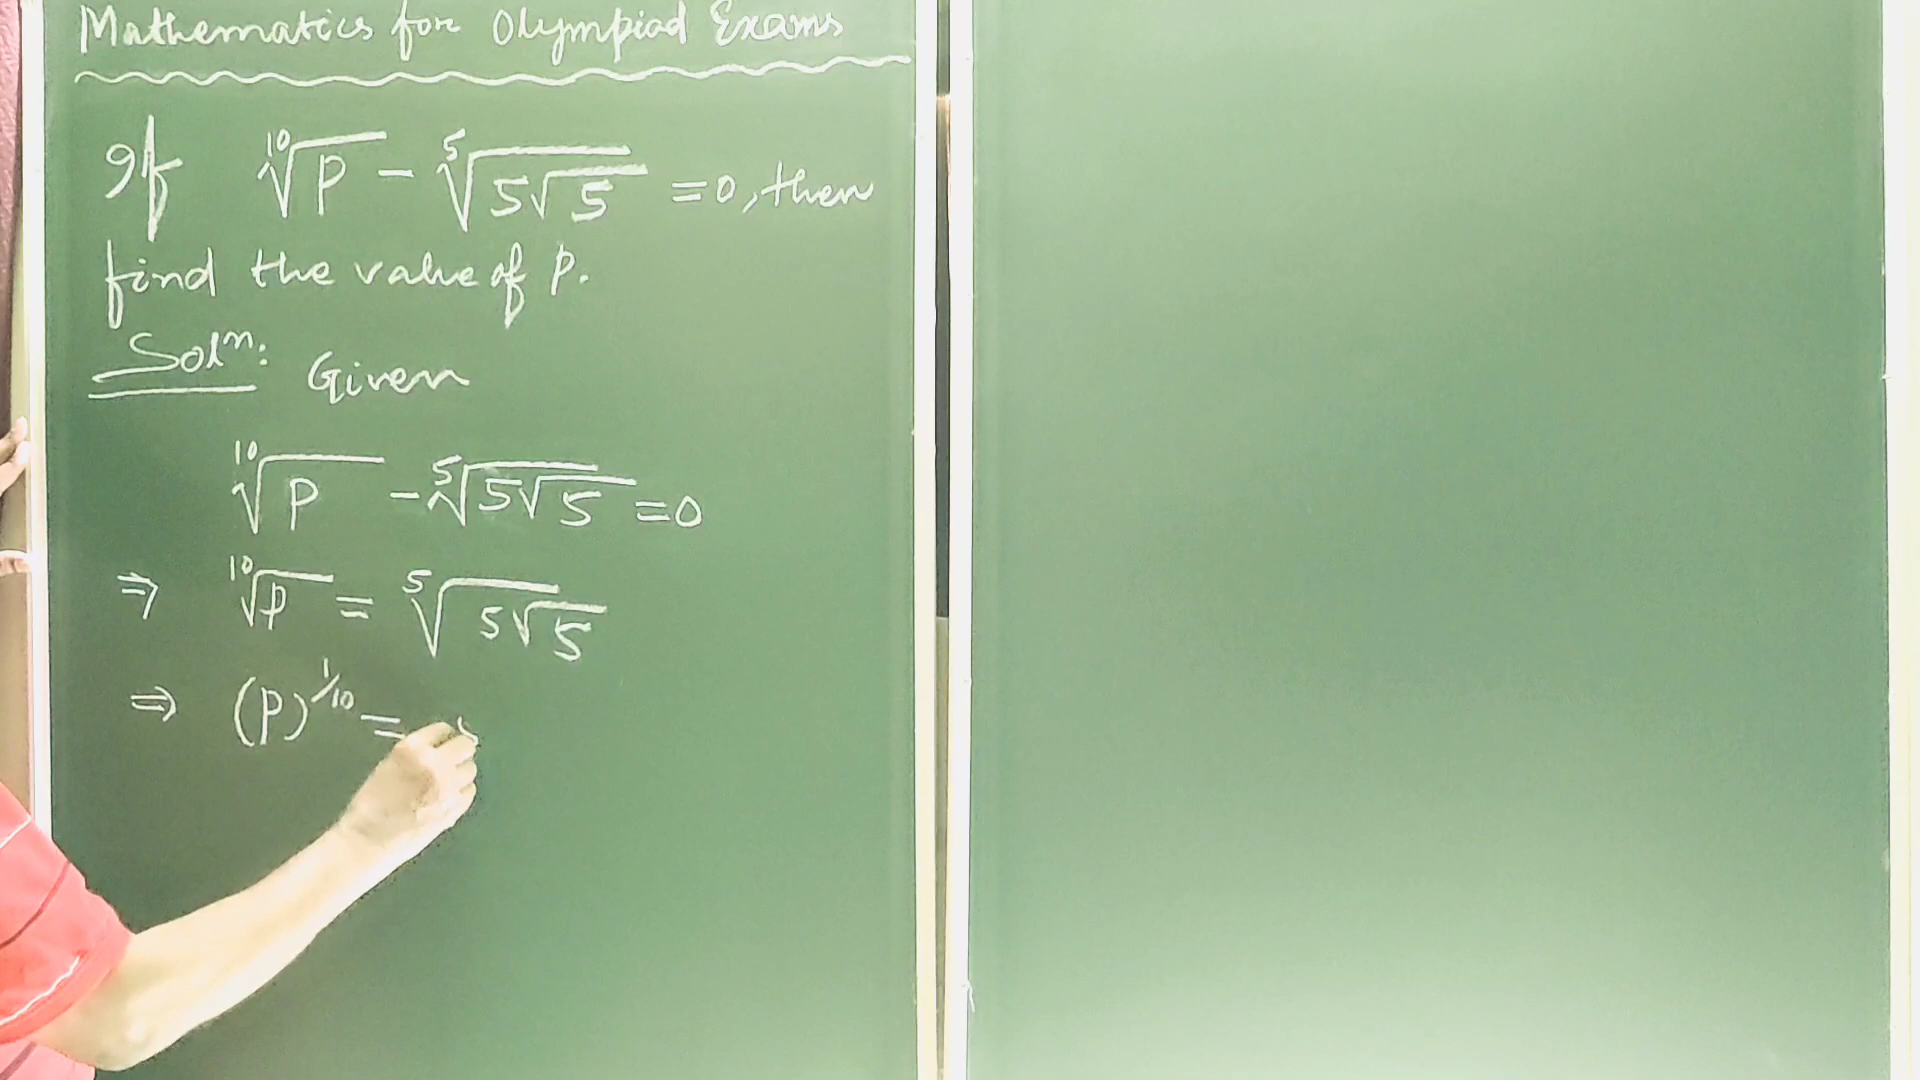 Mathematics for Olympiad Exams
If ¹⁰√P - ⁵√(5√5) = 0, then
find the value of P.
Solⁿ: Given
¹⁰√P - ⁵√(5√5) = 0
⇒ ¹⁰√P = ⁵√(5√5)
⇒ (P)^1/10 =